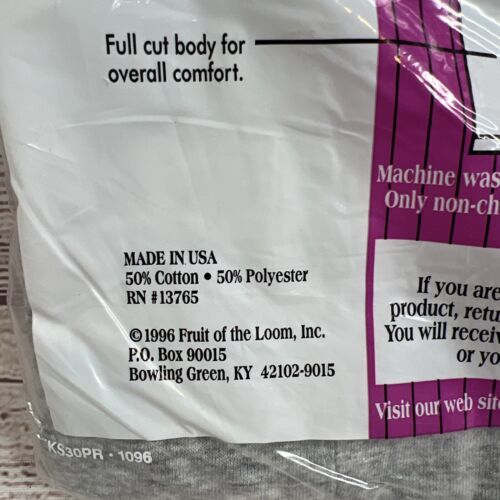 Full cut body for
overall comfort.
Machine was
Only non-ch
MADE IN USA
50% Cotton • 50% Polyester
RN #13765
©1996 Fruit of the Loom, Inc.
P.O. Box 90015
Bowling Green, KY 42102-9015
If you are
product, retu
You will receiv
or yo
Visit our web site
KS30PR · 1096